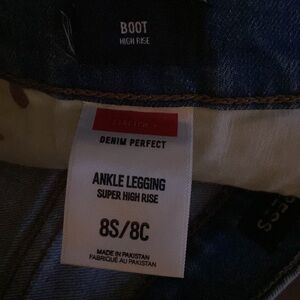 BOOT
HIGH RISE
DENIM PERFECT
ANKLE LEGGING
SUPER HIGH RISE
8S/8C
MADE IN PAKISTAN
FABRIQUÉ AU PAKISTAN